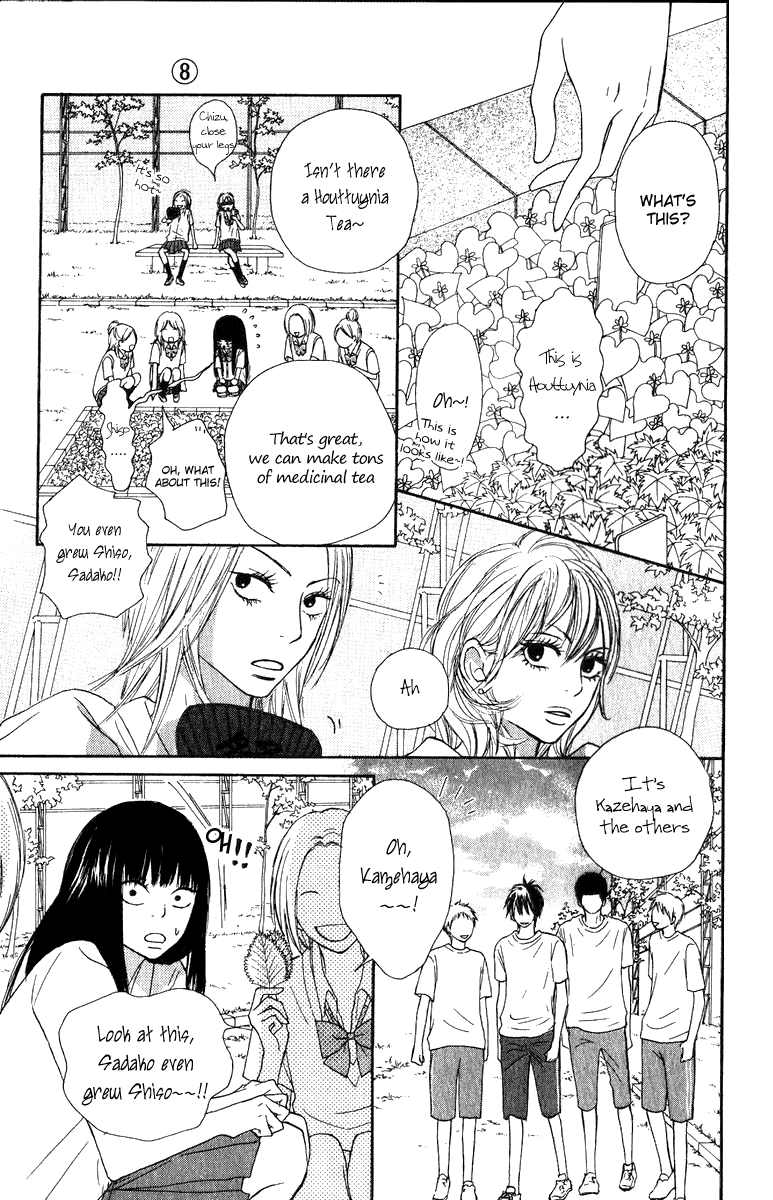 ⑧
WHAT'S
THIS?
This is
Houttuynia
...
Oh~!
This is
how it
looks like~
Chizu,
close
your legs
It's so
hot~
Isn't there
a Houttuynia
Tea~
That's great,
we can make tons
of medicinal tea
OH, WHAT
ABOUT THIS!
Shiso
...
You even
grew Shiso,
Sadako!!
Ah
It's
Kazehaya and
the others
Oh,
Kazehaya
~~!
OH!!
Look at this,
Sadako even
grew Shiso~~!!